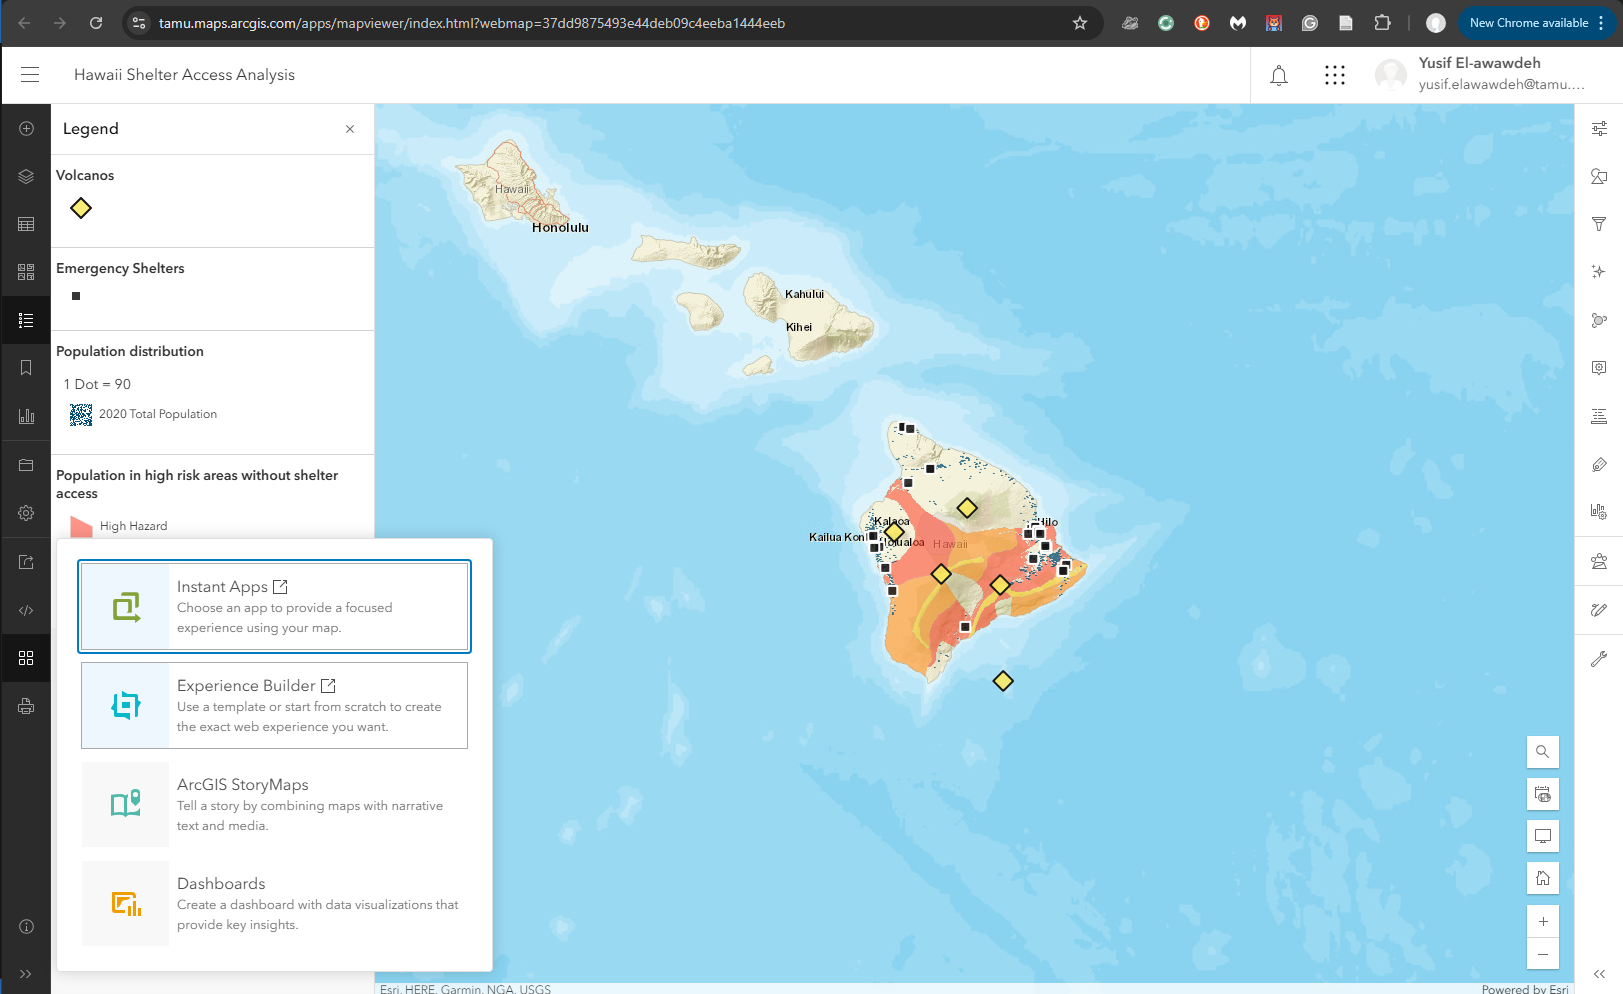 tamu.maps.arcgis.com/apps/mapviewer/index.html?webmap=37dd9875493e44deb09c4eeba1444eeb
New Chrome available
Hawaii Shelter Access Analysis
Yusif El-awawdeh
yusif.elawawdeh@tamu....
Legend
Volcanos
Emergency Shelters
Population distribution
1 Dot = 90
2020 Total Population
Population in high risk areas without shelter
access
High Hazard
Instant Apps
Choose an app to provide a focused
experience using your map.
Experience Builder
Use a template or start from scratch to create
the exact web experience you want.
ArcGIS StoryMaps
Tell a story by combining maps with narrative
text and media.
Dashboards
Create a dashboard with data visualizations that
provide key insights.
Hawaii
Honolulu
Kahului
Kihei
Kalaoa
Hilo
Kailua Kon
olualoa
Hawaii
Esri, HERE, Garmin, NGA, USGS
Powered by Esri